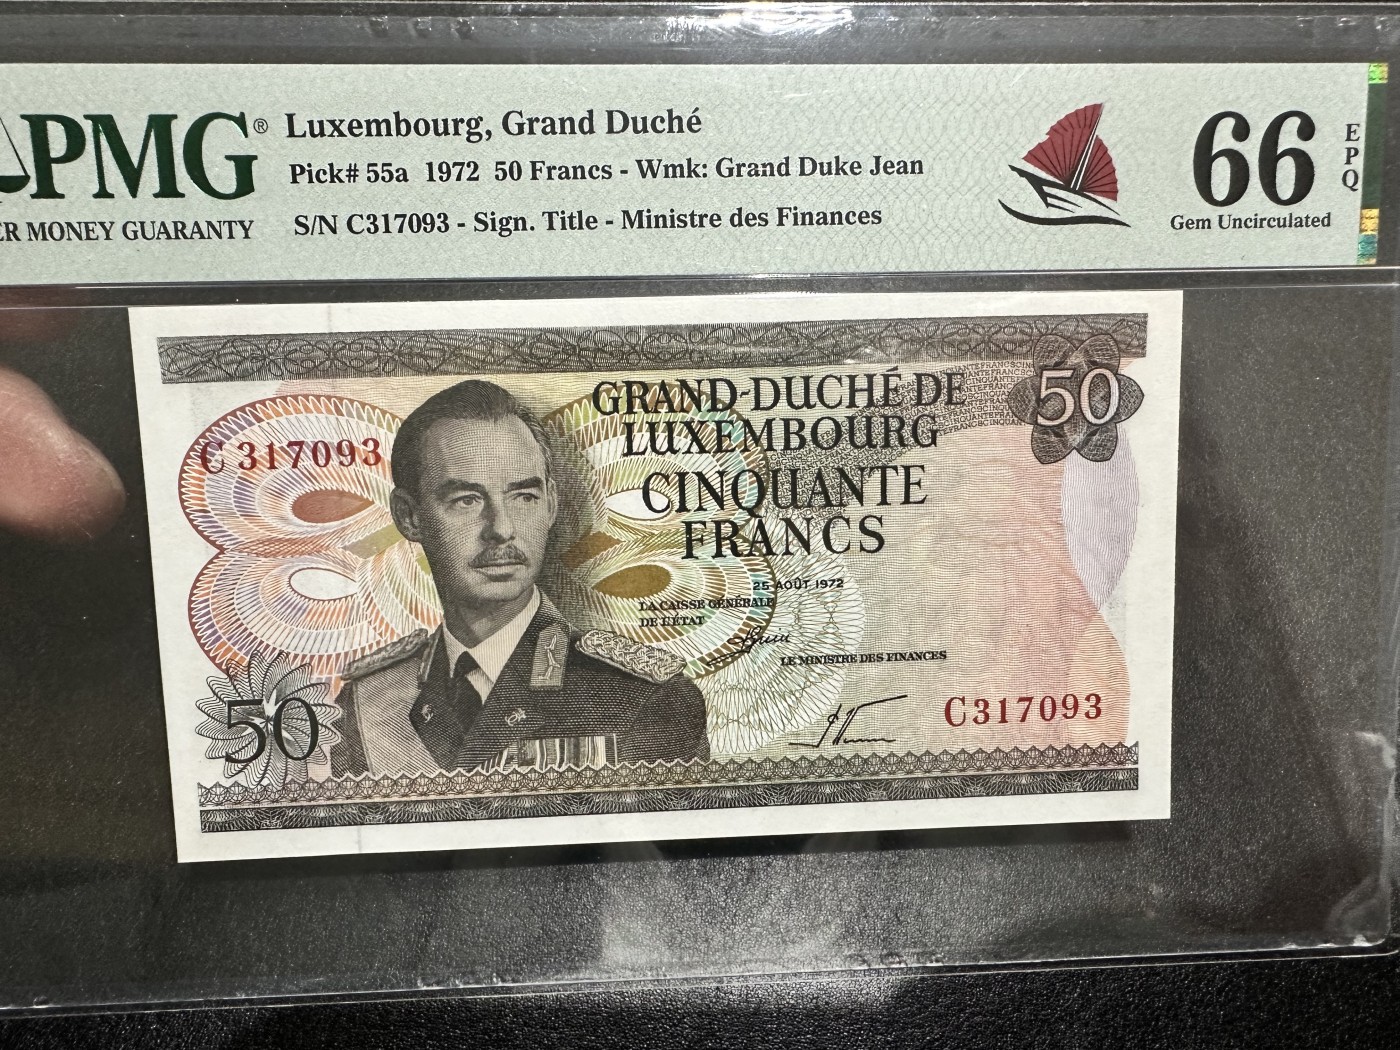 PMG®
ER MONEY GUARANTY
Luxembourg, Grand Duché
Pick# 55a 1972 50 Francs - Wmk: Grand Duke Jean
S/N C317093 - Sign. Title - Ministre des Finances
66
EPQ
Gem Uncirculated
50
GRAND-DUCHÉ DE
LUXEMBOURG
C 317093
CINQUANTE
FRANCS
25 AOÛT 1972
LA CAISSE GÉNÉRALE
DE L'ÉTAT
LE MINISTRE DES FINANCES
C317093
50